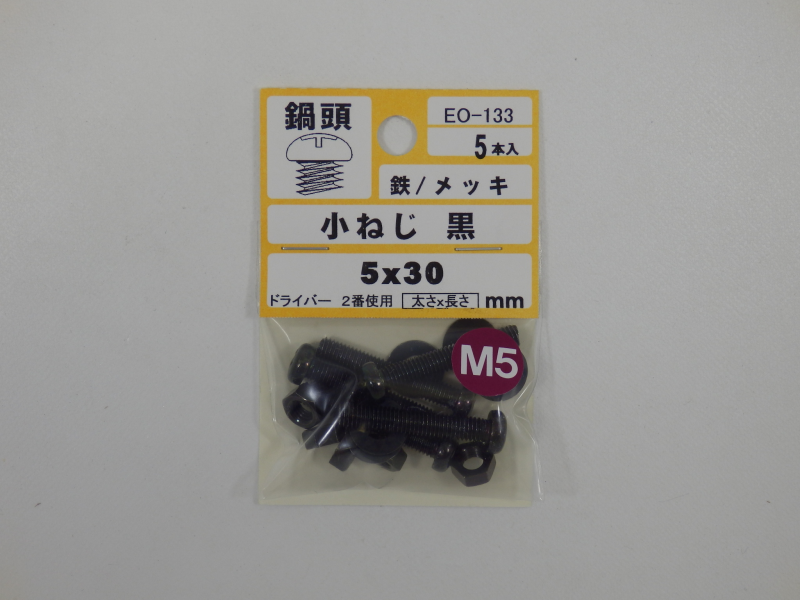 鍋頭
EO-133
5本入
鉄/メッキ
小ねじ 黒
5x30
ドライバー 2番使用 太さx長さ mm
M5